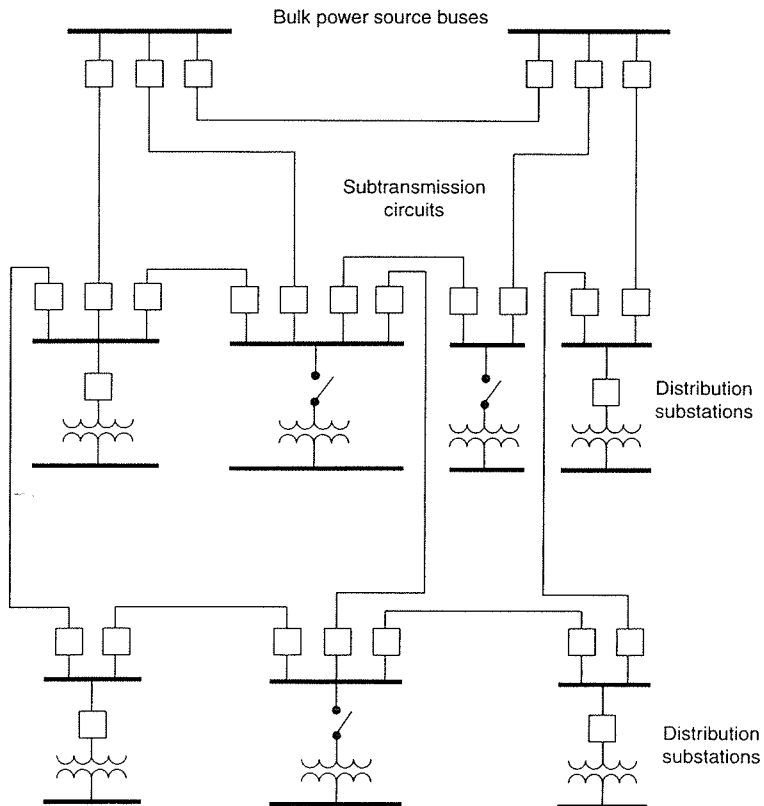 Bulk power source buses
Subtransmission
circuits
Distribution
substations
Distribution
substations